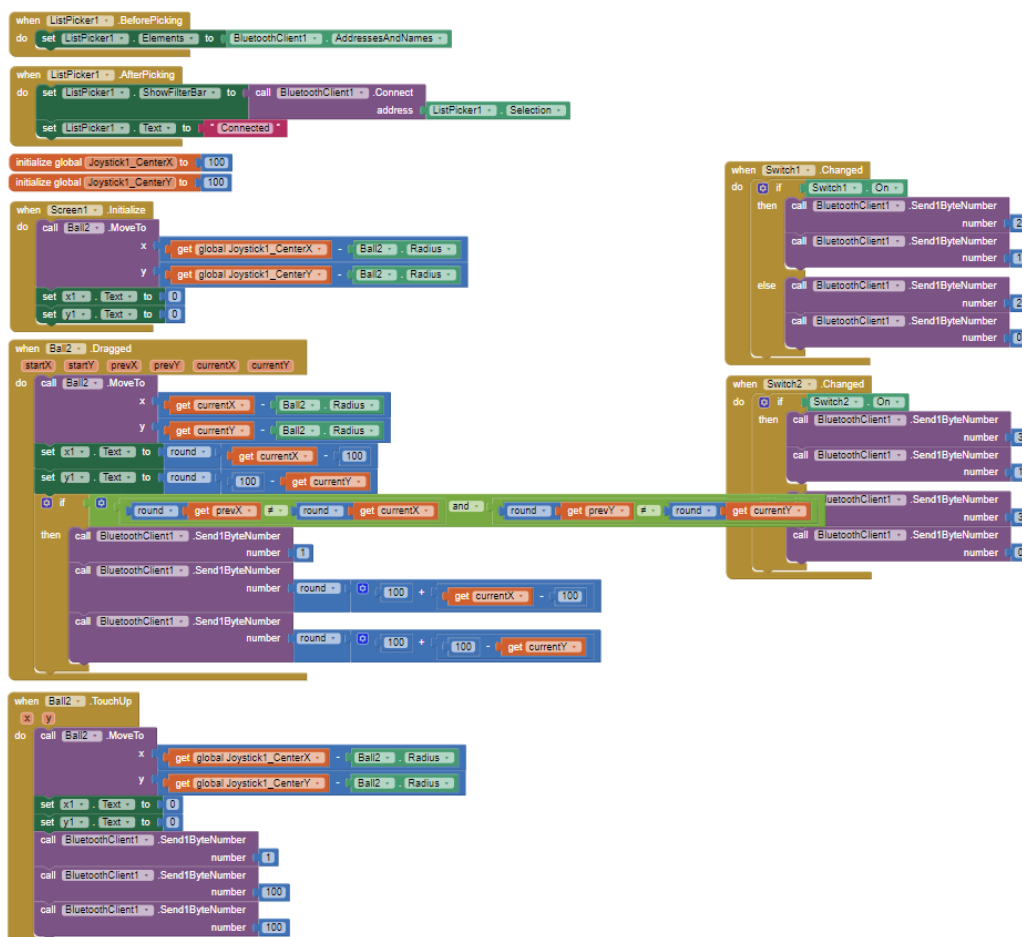 when ListPicker1 .BeforePicking
do set ListPicker1 . Elements to BluetoothClient1 . AddressesAndNames
when ListPicker1 .AfterPicking
do set ListPicker1 . ShowFilterBar to call BluetoothClient1 .Connect
address ListPicker1 . Selection
set ListPicker1 . Text to " Connected "
initialize global Joystick1_CenterX to 100
initialize global Joystick1_CenterY to 100
when Screen1 .Initialize
do call Ball2 .MoveTo
x get global Joystick1_CenterX - Ball2 . Radius
y get global Joystick1_CenterY - Ball2 . Radius
set x1 . Text to 0
set y1 . Text to 0
when Ball2 .Dragged
startX startY prevX prevY currentX currentY
do call Ball2 .MoveTo
x get currentX - Ball2 . Radius
y get currentY - Ball2 . Radius
set x1 . Text to round get currentX - 100
set y1 . Text to round 100 - get currentY
if round get prevX ≠ round get currentX and round get prevY ≠ round get currentY
then call BluetoothClient1 .Send1ByteNumber
number 1
call BluetoothClient1 .Send1ByteNumber
number round 100 + get currentX - 100
call BluetoothClient1 .Send1ByteNumber
number round 100 + 100 - get currentY
when Ball2 .TouchUp
x y
do call Ball2 .MoveTo
x get global Joystick1_CenterX - Ball2 . Radius
y get global Joystick1_CenterY - Ball2 . Radius
set x1 . Text to 0
set y1 . Text to 0
call BluetoothClient1 .Send1ByteNumber
number 1
call BluetoothClient1 .Send1ByteNumber
number 100
call BluetoothClient1 .Send1ByteNumber
number 100
when Switch1 .Changed
do if Switch1 . On
then call BluetoothClient1 .Send1ByteNumber
number 2
call BluetoothClient1 .Send1ByteNumber
number 1
else call BluetoothClient1 .Send1ByteNumber
number 2
call BluetoothClient1 .Send1ByteNumber
number 0
when Switch2 .Changed
do if Switch2 . On
then call BluetoothClient1 .Send1ByteNumber
number 3
call BluetoothClient1 .Send1ByteNumber
number 1
BluetoothClient1 .Send1ByteNumber
number 3
call BluetoothClient1 .Send1ByteNumber
number 0